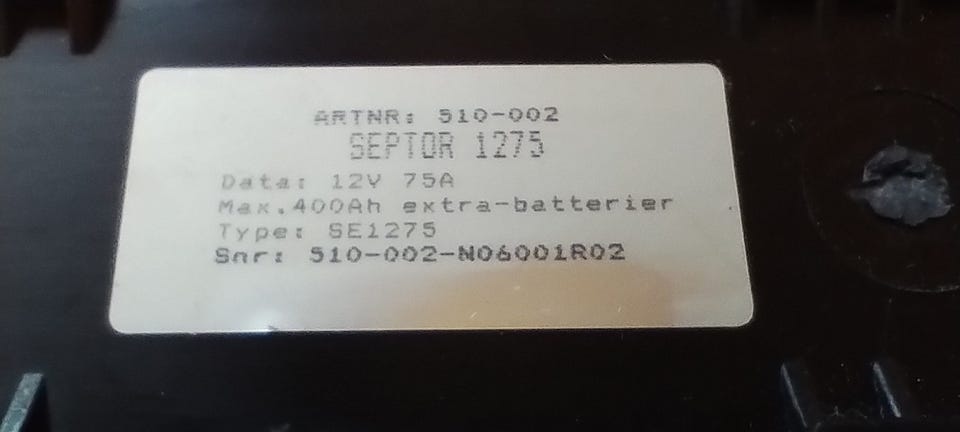 ARTNR: 510-002
SEPTOR 1275
Data: 12V 75A
Max.400Ah extra-batterier
Type: SE1275
Snr: 510-002-N06001R02